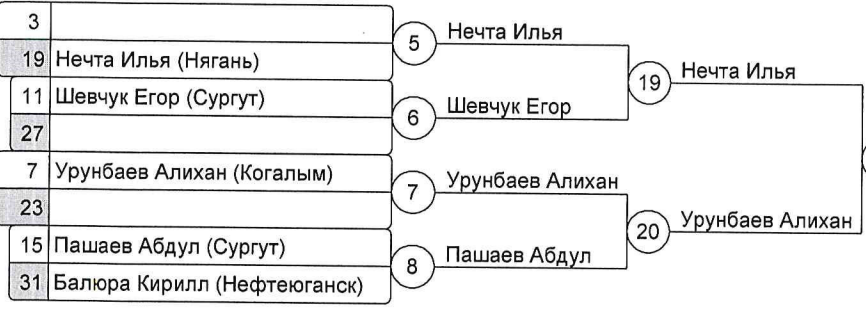 3
5
Нечта Илья
19 Нечта Илья (Нягань)
19
Нечта Илья
11 Шевчук Егор (Сургут)
6
Шевчук Егор
27
7 Урунбаев Алихан (Когалым)
7
Урунбаев Алихан
23
20
Урунбаев Алихан
15 Пашаев Абдул (Сургут)
8
Пашаев Абдул
31 Балюра Кирилл (Нефтеюганск)